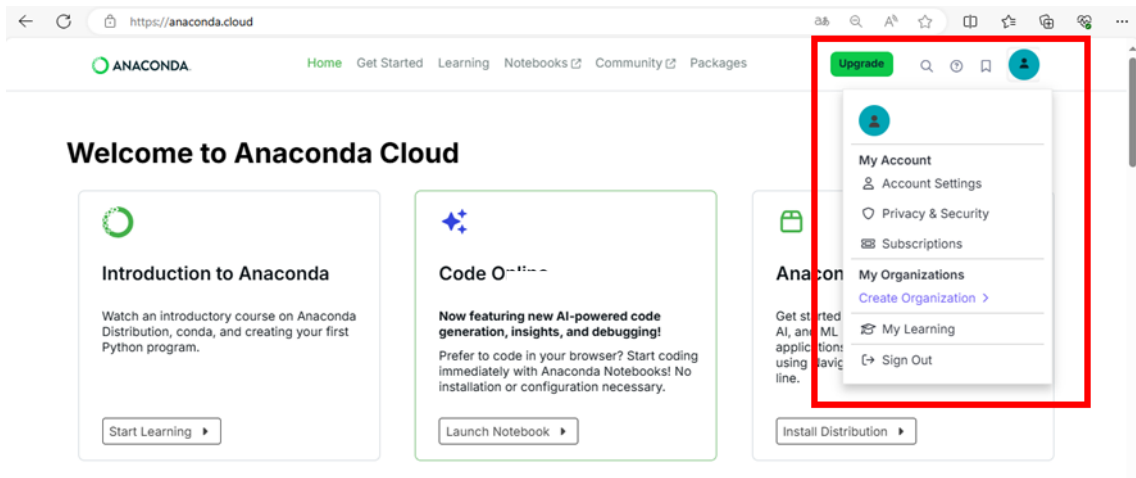 https://anaconda.cloud
ANACONDA.
Home Get Started Learning Notebooks Community Packages
Upgrade
Welcome to Anaconda Cloud
Introduction to Anaconda
Watch an introductory course on Anaconda
Distribution, conda, and creating your first
Python program.
Start Learning
Code
Now featuring new AI-powered code
generation, insights, and debugging!
Prefer to code in your browser? Start coding
immediately with Anaconda Notebooks! No
installation or configuration necessary.
Launch Notebook
Get started
AI, and ML
using
line.
Install Distribution
My Account
Account Settings
Privacy & Security
Subscriptions
My Organizations
Create Organization >
My Learning
Sign Out